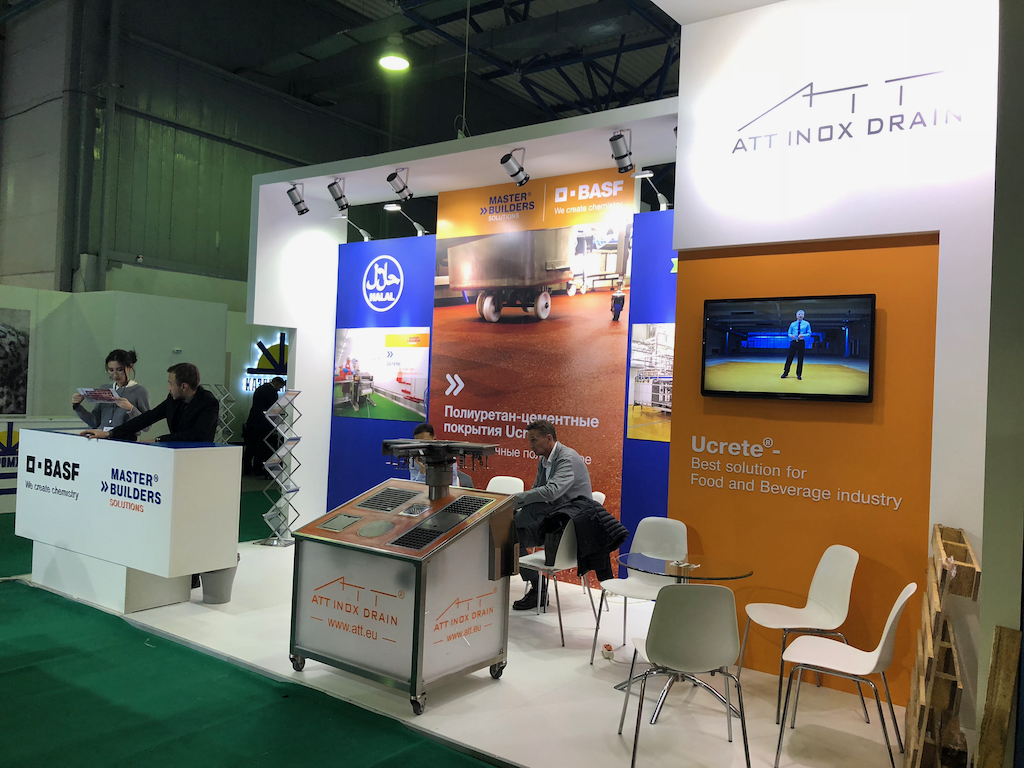 ATT
ATT INOX DRAIN
MASTER®
»BUILDERS
SOLUTIONS
BASF
We create chemistry
حلال
HALAL
Полиуретан-цементные
покрытия
Ucrete®-
Best solution for
Food and Beverage industry
BASF
We create chemistry
MASTER®
»BUILDERS
SOLUTIONS
ATT®
ATT INOX DRAIN
www.att.eu
ATT®
ATT INOX DRAIN
www.att.eu